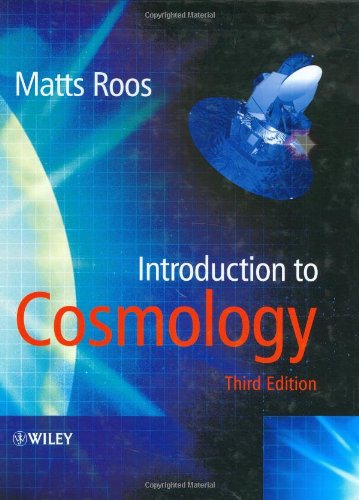 Copyrighted Material
Matts Roos
Introduction to
Cosmology
Third Edition
WILEY
Copyrighted Material